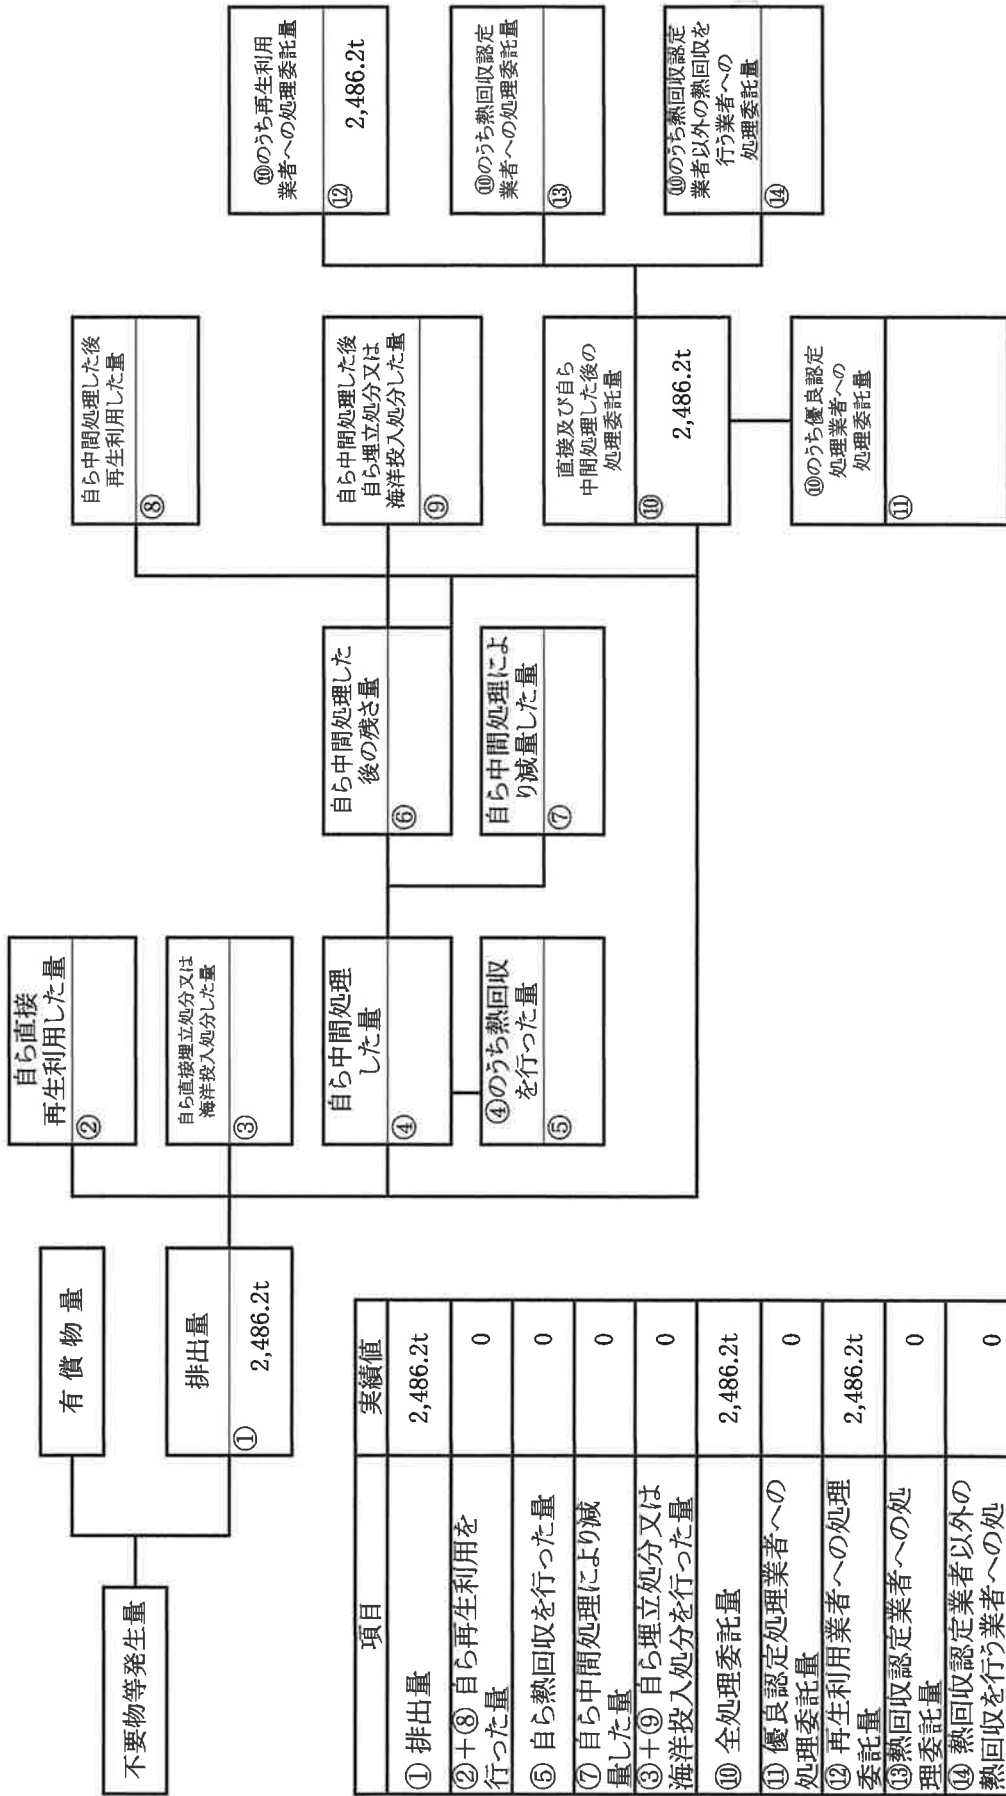 不要物等発生量
有償物量
排出量
①
2,486.2t
自ら直接
再生利用した量
②
自ら直接埋立処分又は
海洋投入処分した量
③
自ら中間処理
した量
④
④のうち熱回収
を行った量
⑤
自ら中間処理した
後の残さ量
⑥
自ら中間処理によ
り減量した量
⑦
自ら中間処理した後
再生利用した量
⑧
自ら中間処理した後
自ら埋立処分又は
海洋投入処分した量
⑨
直接及び自ら
中間処理した後の
処理委託量
⑩
2,486.2t
⑩のうち優良認定
処理業者への
処理委託量
⑪
⑩のうち再生利用
業者への処理委託量
⑫
2,486.2t
⑩のうち熱回収認定
業者への処理委託量
⑬
⑩のうち熱回収認定
業者以外の熱回収を
行う業者への
処理委託量
⑭
項目 実績値
① 排出量 2,486.2t
②+⑧ 自ら再生利用を
行った量 0
⑤ 自ら熱回収を行った量 0
⑦ 自ら中間処理により減
量した量 0
③+⑨ 自ら埋立処分又は
海洋投入処分を行った量 0
⑩ 全処理委託量 2,486.2t
⑪ 優良認定処理業者への
処理委託量 0
⑫ 再生利用業者への処理
委託量 2,486.2t
⑬熱回収認定業者への処
理委託量 0
⑭ 熱回収認定業者以外の
熱回収を行う業者への処 0